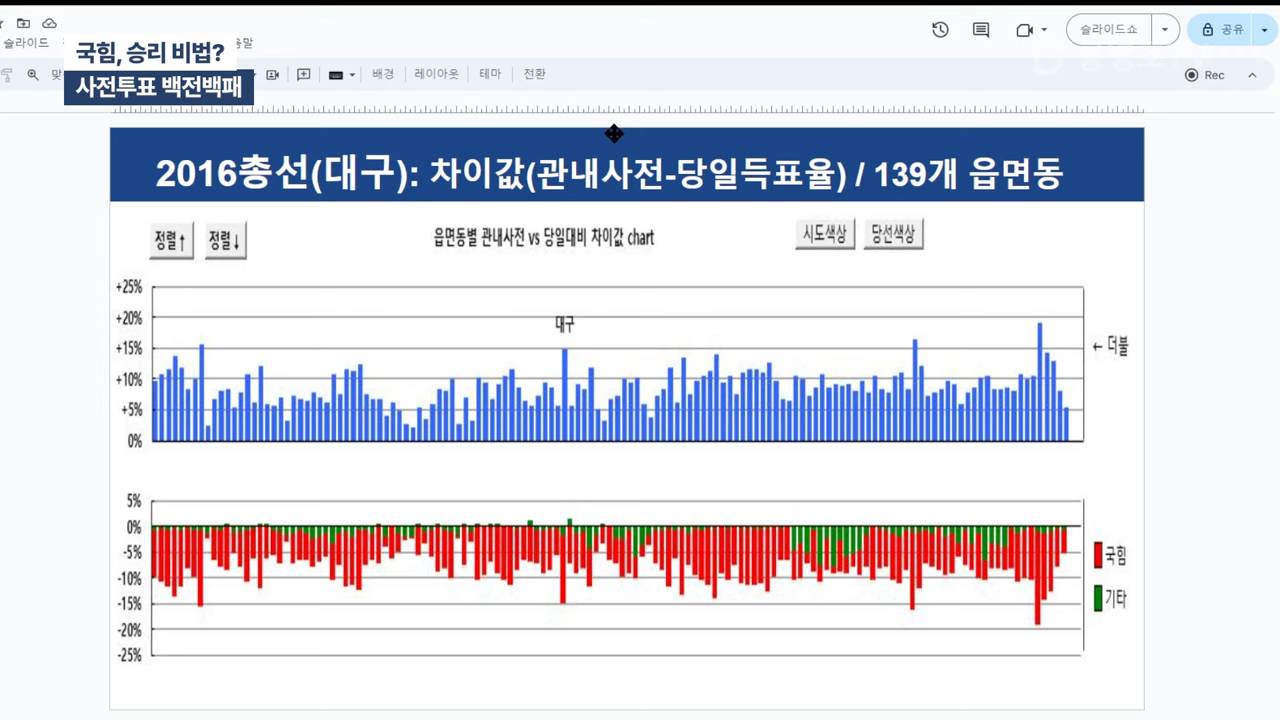 슬라이드
슬라이드쇼
공유
국힘, 승리 비법?
사전투표 백전백패
배경
레이아웃
테마
전환
Rec
2016총선(대구): 차이값(관내사전-당일득표율) / 139개 읍면동
정렬↑
정렬↓
읍면동별 관내사전 vs 당일대비 차이값 chart
시도색상
당선색상
+25%
+20%
+15%
+10%
+5%
0%
대구
← 더불
5%
0%
-5%
-10%
-15%
-20%
-25%
국힘
기타